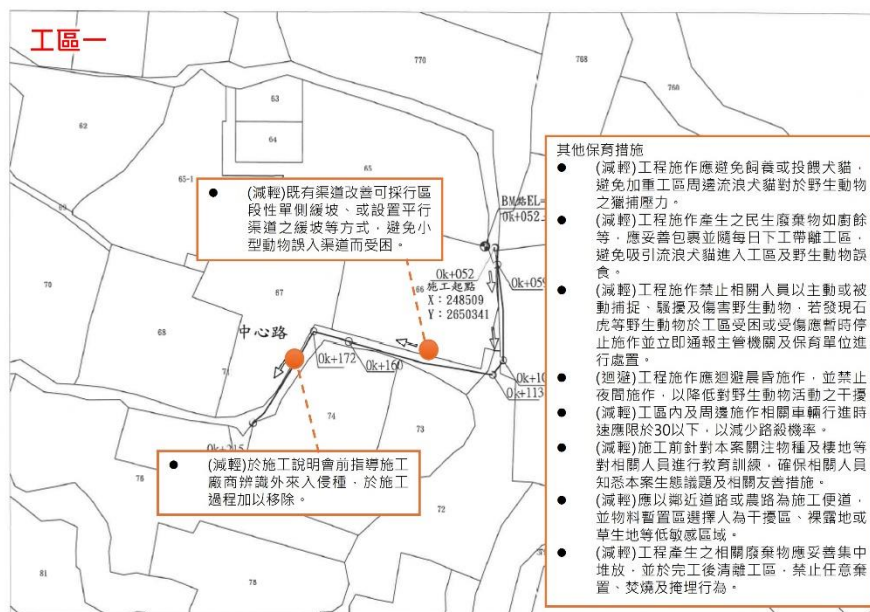 工區一
770
768
760
62
63
64
65
65-1
● (減輕)既有渠道改善可採行區
段性單側緩坡、或設置平行
渠道之緩坡等方式，避免小
型動物誤入渠道而受困。
0k+052
0k+052
施工起點
X：248509
Y：2650341
0k+059
70
67
66
68
71
中心路
0k+172
0k+160
0k+113
74
73
72
● (減輕)於施工說明會前指導施工
廠商辨識外來入侵種，於施工
過程加以移除。
81
78
其他保育措施
● (減輕)工程施作應避免飼養或投餵犬貓，
避免加重工區周邊流浪犬貓對於野生動物
之獵捕壓力。
● (減輕)工程施作產生之民生廢棄物如廚餘
等，應妥善包裹並隨每日下工帶離工區，
避免吸引流浪犬貓進入工區及野生動物誤
食。
● (減輕)工程施作禁止相關人員以主動或被
動捕捉、騷擾及傷害野生動物，若發現石
虎等野生動物於工區受困或受傷應暫時停
止施作並立即通報主管機關及保育單位進
行處置。
● (迴避)工程施作應迴避晨昏施作，並禁止
夜間施作，以降低對野生動物活動之干擾
● (減輕)工區內及周邊施作相關車輛行進時
速應限於30以下，以減少路殺機率。
● (減輕)施工前針對本案關注物種及棲地等
對相關人員進行教育訓練，確保相關人員
知悉本案生態議題及相關友善措施。
● (減輕)應以鄰近道路或農路為施工便道，
並物料暫置區選擇人為干擾區、裸露地或
草生地等低敏感區域。
● (減輕)工程產生之相關廢棄物應妥善集中
堆放，並於完工後清離工區，禁止任意棄
置、焚燒及掩埋行為。